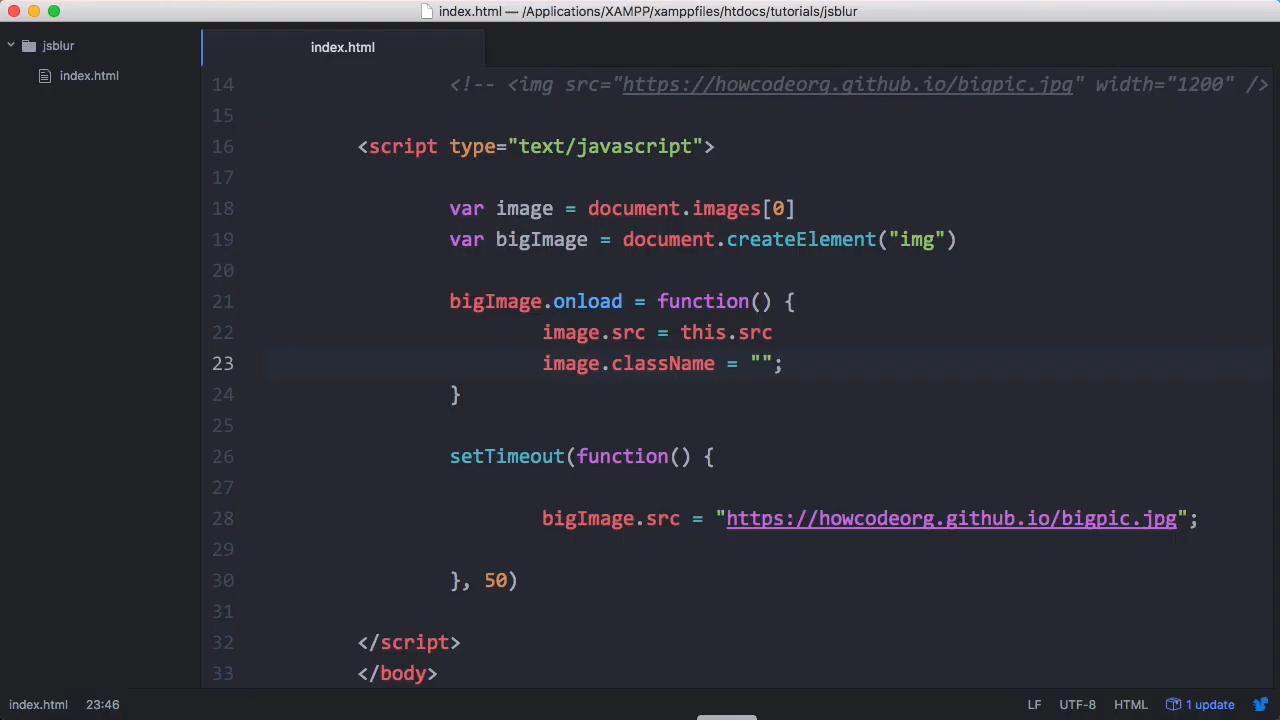 index.html — /Applications/XAMPP/xamppfiles/htdocs/tutorials/jsblur
jsblur
index.html
index.html
14 <!-- <img src="https://howcodeorg.github.io/bigpic.jpg" width="1200" />
15
16 <script type="text/javascript">
17
18 var image = document.images[0]
19 var bigImage = document.createElement("img")
20
21 bigImage.onload = function() {
22 image.src = this.src
23 image.className = "";
24 }
25
26 setTimeout(function() {
27
28 bigImage.src = "https://howcodeorg.github.io/bigpic.jpg";
29
30 }, 50)
31
32 </script>
33 </body>
index.html 23:46 LF UTF-8 HTML 1 update